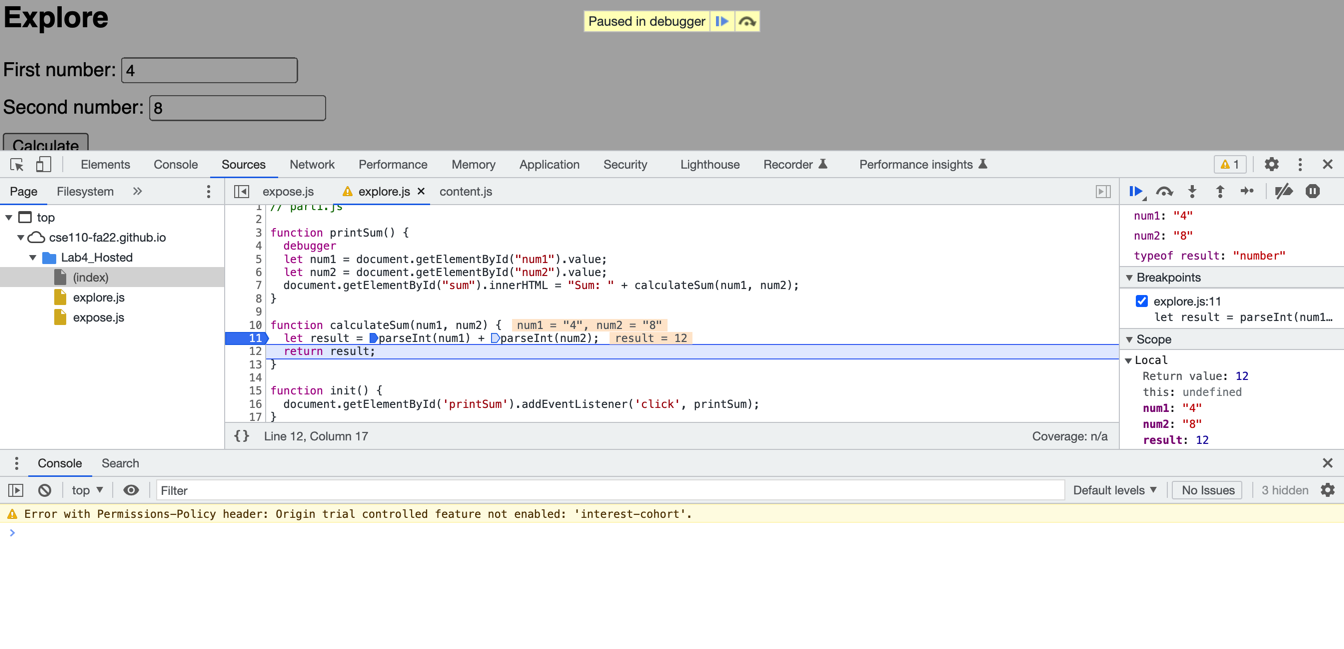 Explore
Paused in debugger
First number: 4
Second number: 8
Calculate
Elements Console Sources Network Performance Memory Application Security Lighthouse Recorder Performance insights 1
Page Filesystem » expose.js explore.js × content.js
top
cse110-fa22.github.io
Lab4_Hosted
(index)
explore.js
expose.js
1 // part1.js
2
3 function printSum() {
4 debugger
5 let num1 = document.getElementById("num1").value;
6 let num2 = document.getElementById("num2").value;
7 document.getElementById("sum").innerHTML = "Sum: " + calculateSum(num1, num2);
8 }
9
10 function calculateSum(num1, num2) { num1 = "4", num2 = "8"
11 let result = parseInt(num1) + parseInt(num2); result = 12
12 return result;
13 }
14
15 function init() {
16 document.getElementById('printSum').addEventListener('click', printSum);
17 }
{} Line 12, Column 17 Coverage: n/a
num1: "4"
num2: "8"
typeof result: "number"
Breakpoints
explore.js:11
let result = parseInt(num1…
Scope
Local
Return value: 12
this: undefined
num1: "4"
num2: "8"
result: 12
Console Search
top Filter Default levels No Issues 3 hidden
Error with Permissions-Policy header: Origin trial controlled feature not enabled: 'interest-cohort'.
>